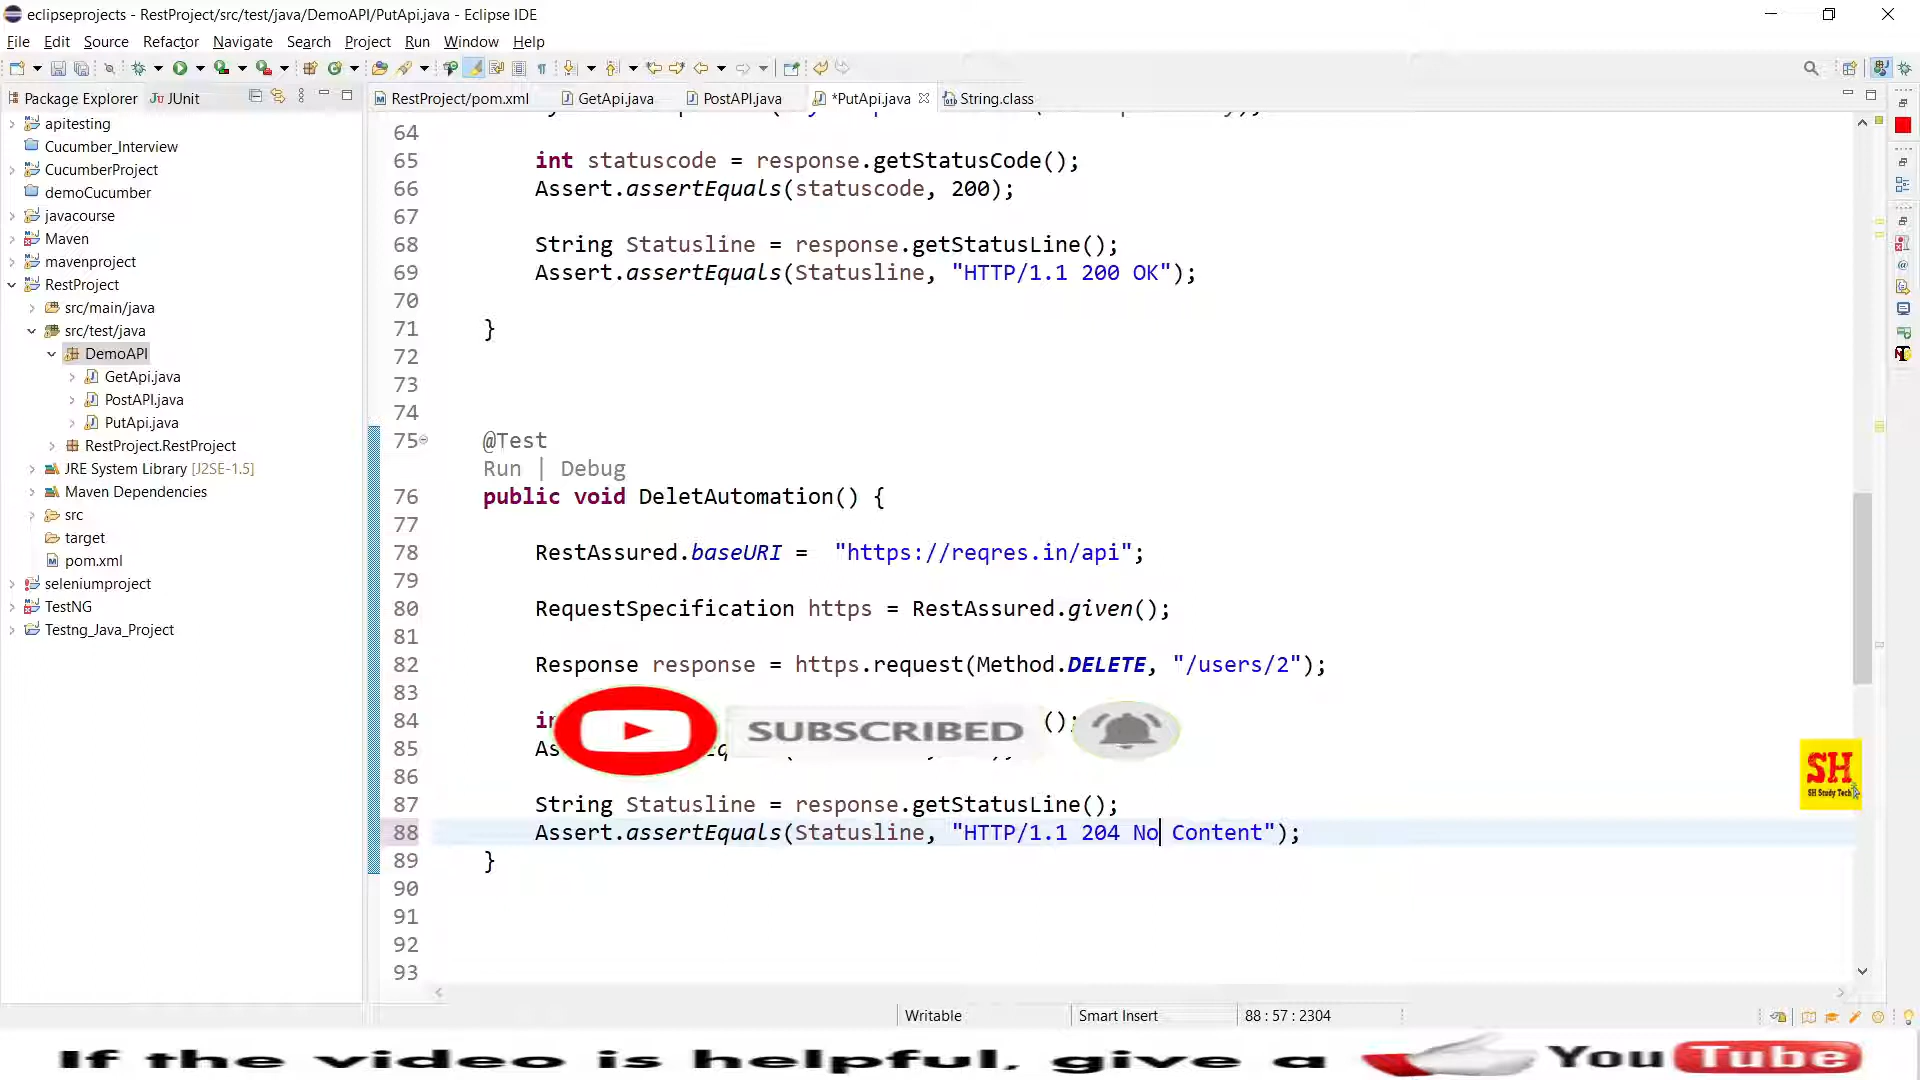 eclipseprojects - RestProject/src/test/java/DemoAPI/PutApi.java - Eclipse IDE
File Edit Source Refactor Navigate Search Project Run Window Help
Package Explorer JUnit
RestProject/pom.xml GetApi.java PostAPI.java *PutApi.java String.class
apitesting
Cucumber_Interview
CucumberProject
demoCucumber
javacourse
Maven
mavenproject
RestProject
src/main/java
src/test/java
DemoAPI
GetApi.java
PostAPI.java
PutApi.java
RestProject.RestProject
JRE System Library [J2SE-1.5]
Maven Dependencies
src
target
pom.xml
seleniumproject
TestNG
Testng_Java_Project
64
65 int statuscode = response.getStatusCode();
66 Assert.assertEquals(statuscode, 200);
67
68 String Statusline = response.getStatusLine();
69 Assert.assertEquals(Statusline, "HTTP/1.1 200 OK");
70
71 }
72
73
74
75 @Test
Run | Debug
76 public void DeletAutomation() {
77
78 RestAssured.baseURI = "https://reqres.in/api";
79
80 RequestSpecification https = RestAssured.given();
81
82 Response response = https.request(Method.DELETE, "/users/2");
83
84 ();
85
86
87 String Statusline = response.getStatusLine();
88 Assert.assertEquals(Statusline, "HTTP/1.1 204 No Content");
89 }
90
91
92
93
SUBSCRIBED
SH
SH Study Tech
Writable Smart Insert 88 : 57 : 2304
If the video is helpful, give a YouTube